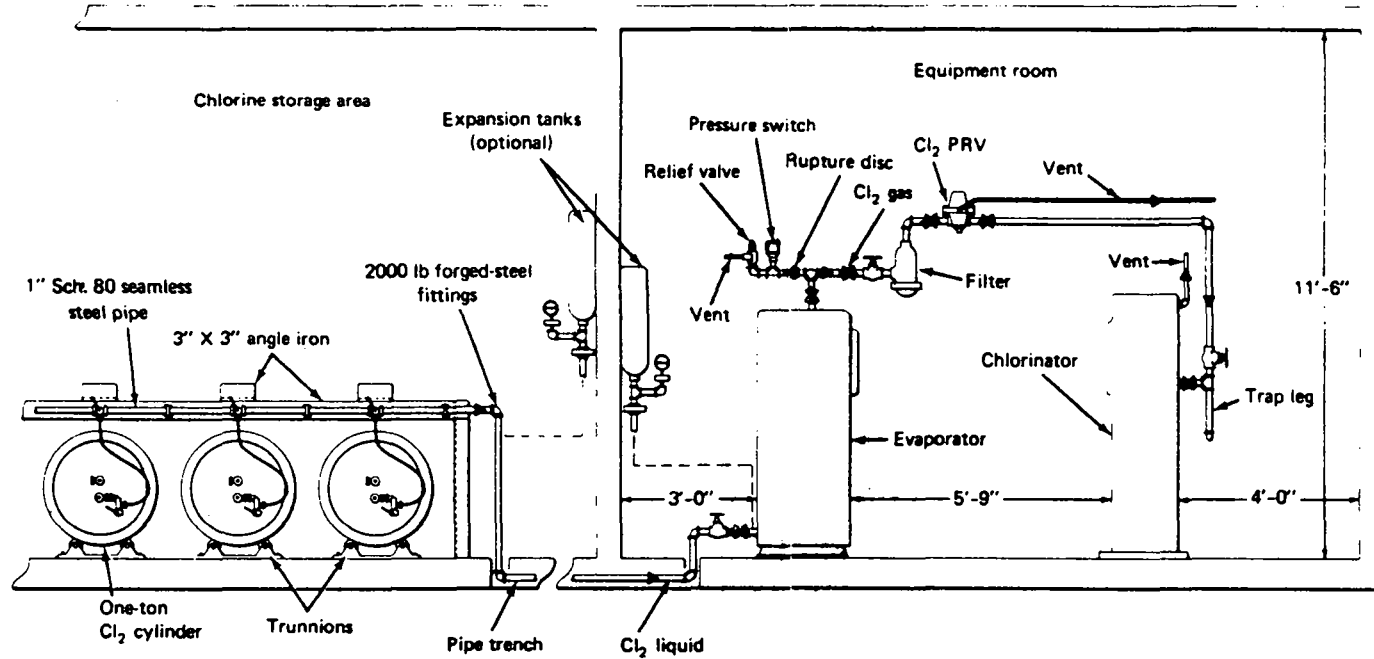 Equipment room
Chlorine storage area
Expansion tanks
(optional)
Pressure switch
Relief valve
Rupture disc
Cl₂ PRV
Cl₂ gas
Vent
2000 lb forged-steel
fittings
1" Sch. 80 seamless
steel pipe
3" X 3" angle iron
Vent
Filter
Vent
11'-6"
Chlorinator
Trap leg
Evaporator
3'-0"
5'-9"
4'-0"
One-ton
Cl₂ cylinder
Trunnions
Pipe trench
Cl₂ liquid